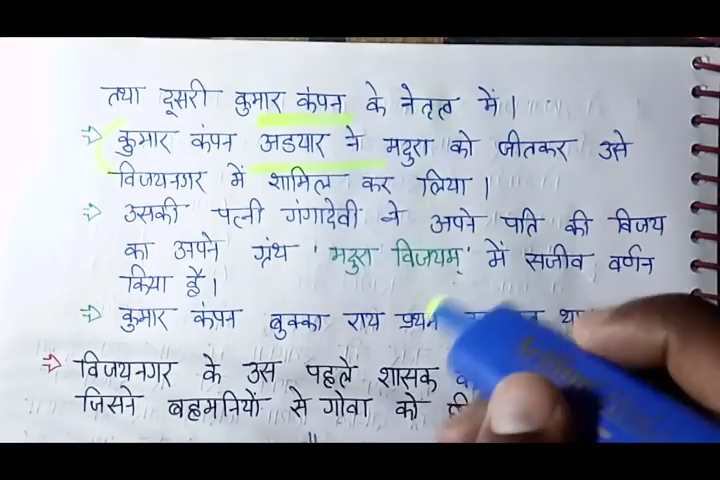 तथा दूसरी कुमार कंपन के नेतृत्व में।
⇒ कुमार कंपन अडयार ने मदुरा को जीतकर उसे
विजयनगर में शामिल कर लिया।
⇒ उसकी पत्नी गंगादेवी ने अपने पति की विजय
का अपने ग्रंथ 'मदुरा विजयम्' में सजीव वर्णन
किया है।
⇒ कुमार कंपन बुक्का राय प्रथम
⇒ विजयनगर के उस पहले शासक
जिसने बहमनियों से गोवा को